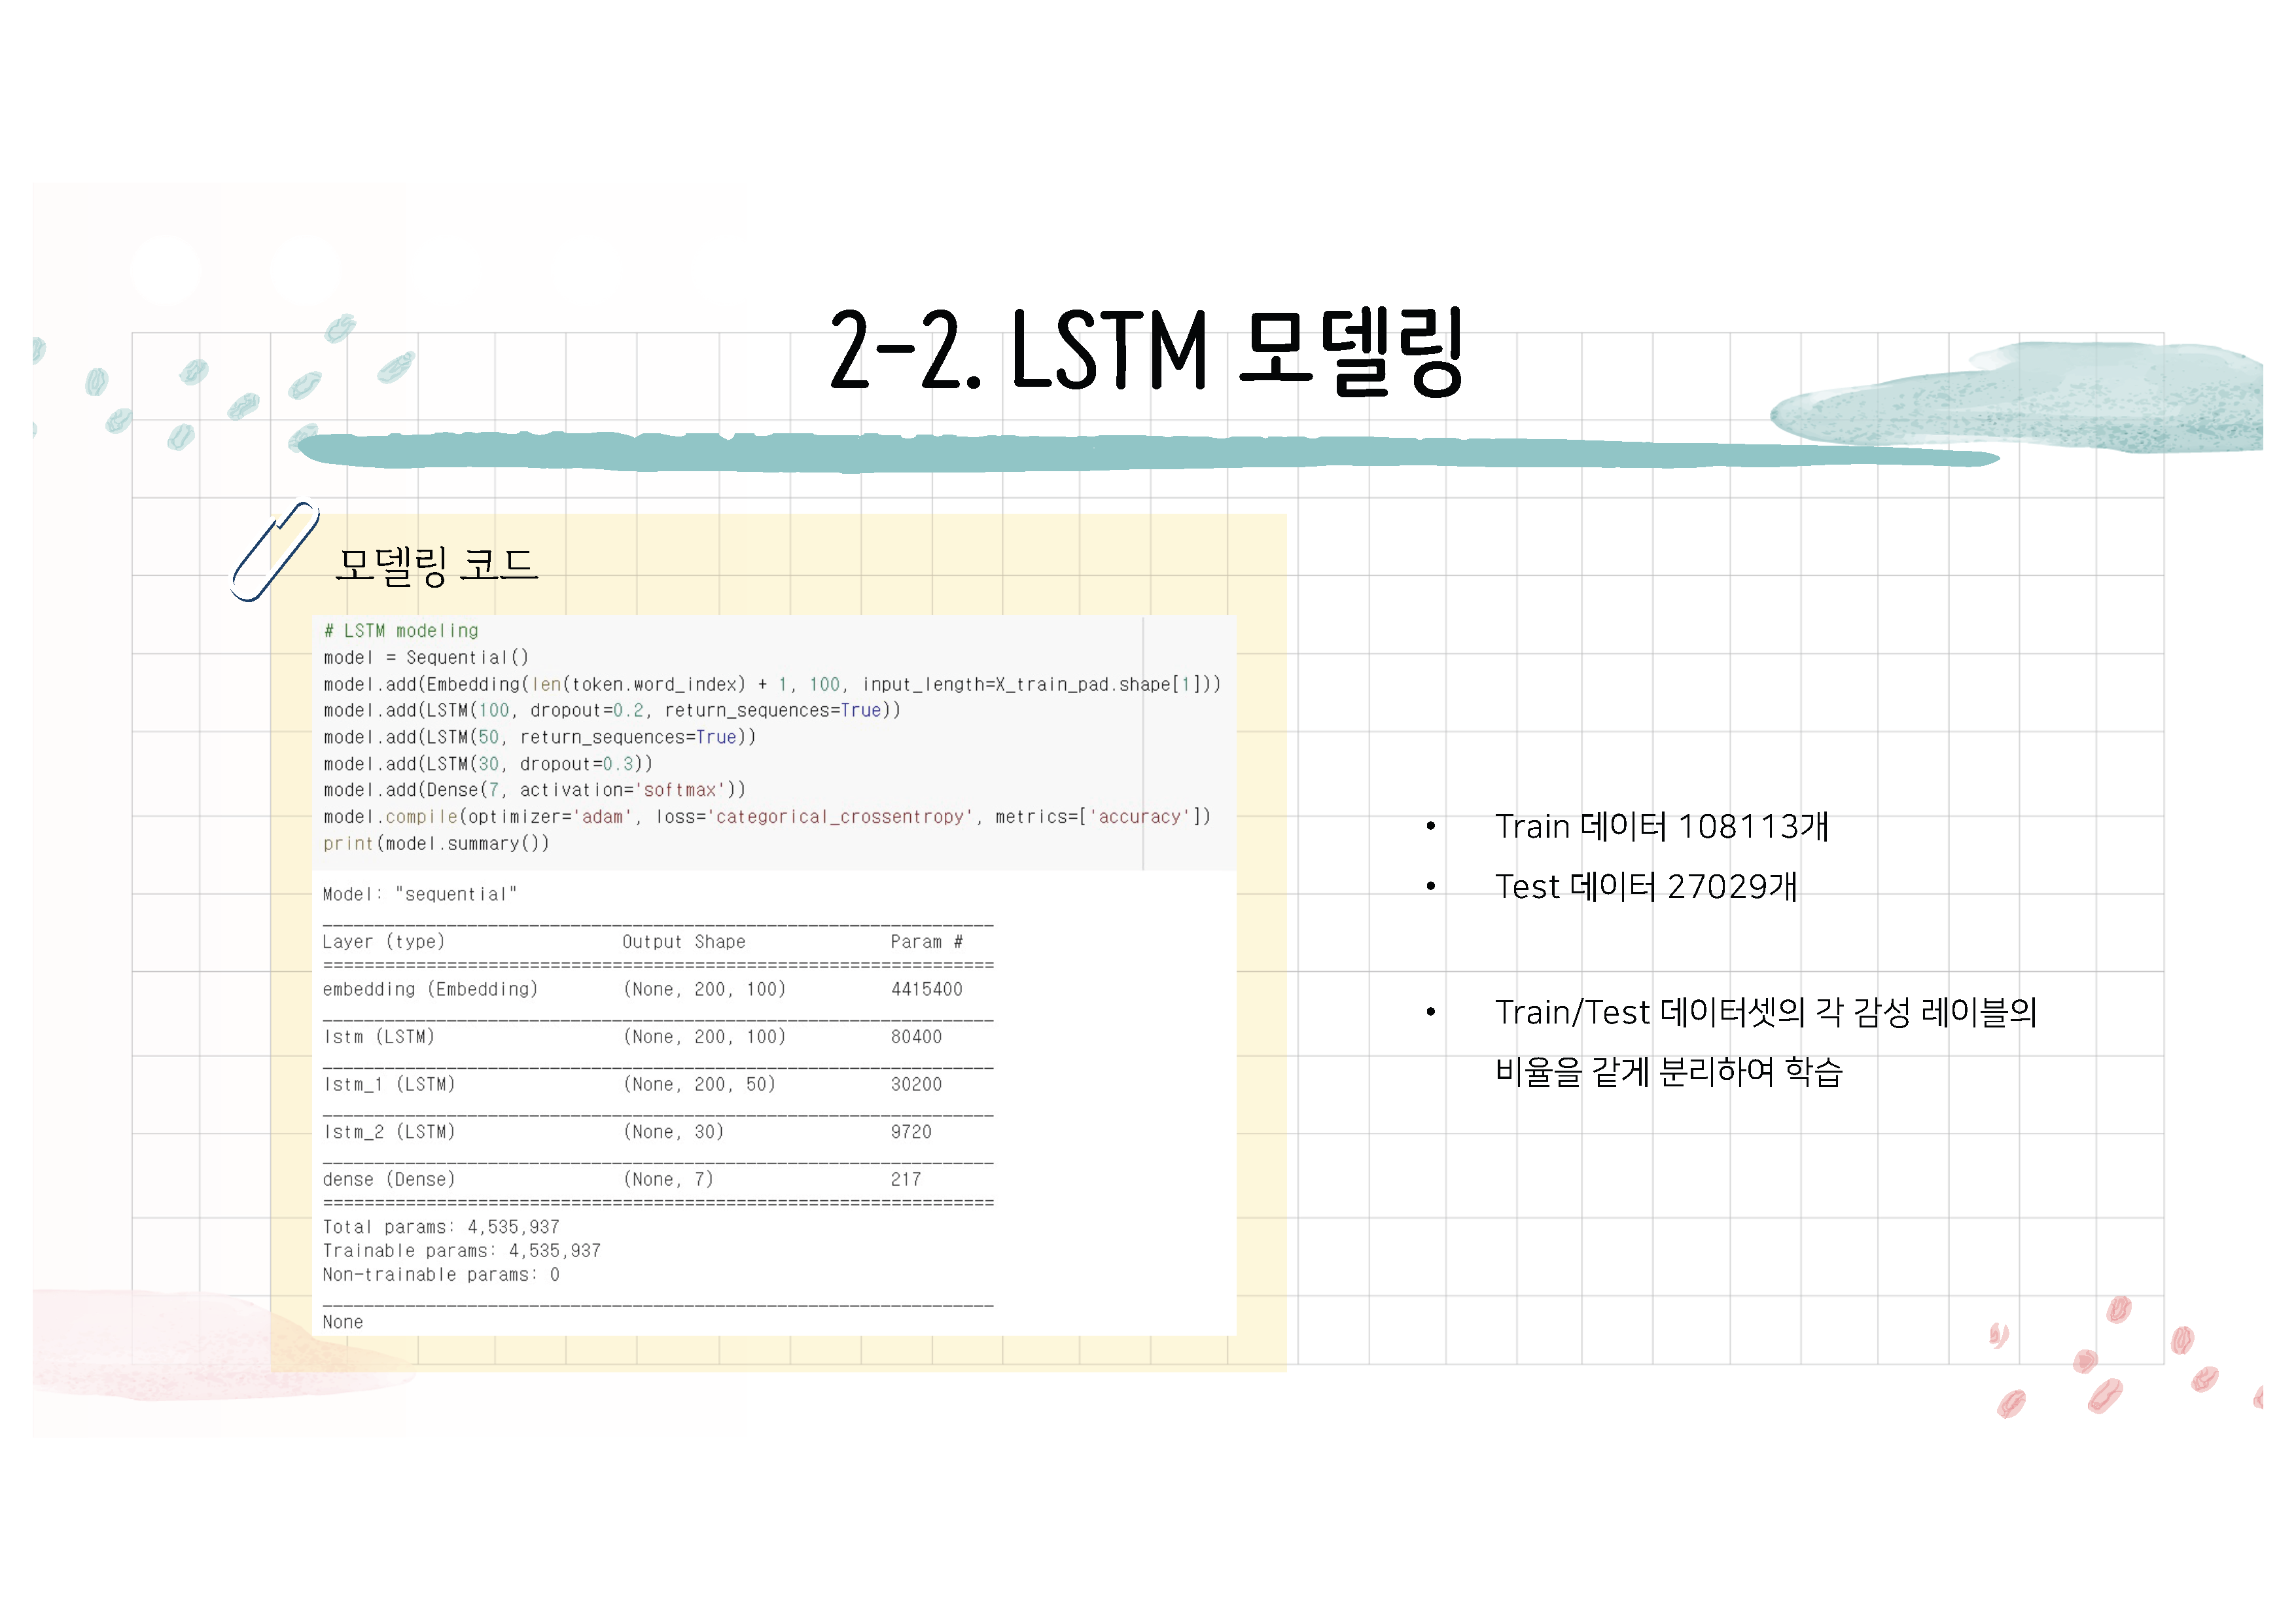 2-2. LSTM 모델링
모델링 코드
# LSTM modeling
model = Sequential()
model.add(Embedding(len(token.word_index) + 1, 100, input_length=X_train_pad.shape[1]))
model.add(LSTM(100, dropout=0.2, return_sequences=True))
model.add(LSTM(50, return_sequences=True))
model.add(LSTM(30, dropout=0.3))
model.add(Dense(7, activation='softmax'))
model.compile(optimizer='adam', loss='categorical_crossentropy', metrics=['accuracy'])
print(model.summary())
Model: "sequential"
Layer (type) Output Shape Param #
embedding (Embedding) (None, 200, 100) 4415400
lstm (LSTM) (None, 200, 100) 80400
lstm_1 (LSTM) (None, 200, 50) 30200
lstm_2 (LSTM) (None, 30) 9720
dense (Dense) (None, 7) 217
Total params: 4,535,937
Trainable params: 4,535,937
Non-trainable params: 0
None
• Train 데이터 108113개
• Test 데이터 27029개
• Train/Test 데이터셋의 각 감성 레이블의
비율을 같게 분리하여 학습